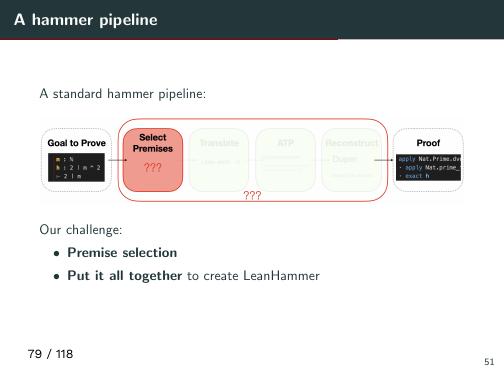 A hammer pipeline
A standard hammer pipeline:
Goal to Prove
m : ℕ
h : 2 ∣ m ^ 2
⊢ 2 ∣ m
Select
Premises
???
Translate
ATP
Reconstruct
Duper
???
Proof
apply Nat.Prime.dv
· apply Nat.prime_
· exact h
Our challenge:
• Premise selection
• Put it all together to create LeanHammer
79 / 118
51